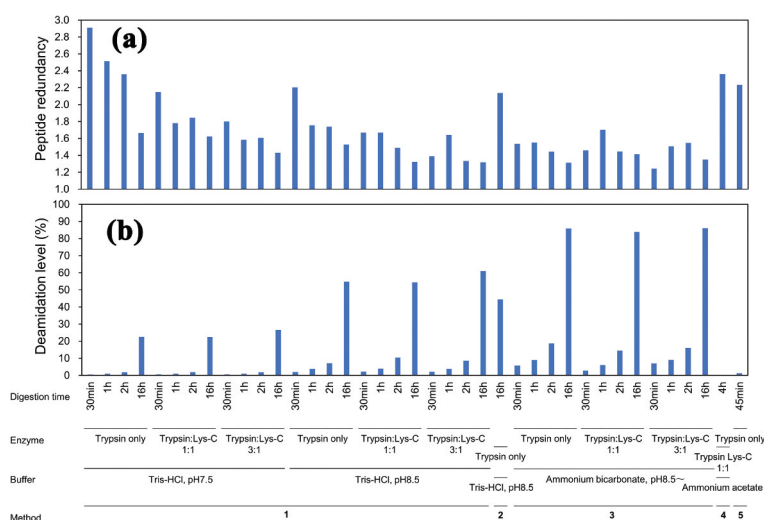 (a)
Peptide redundancy
3.0
2.8
2.6
2.4
2.2
2.0
1.8
1.6
1.4
1.2
1.0
(b)
Deamidation level (%)
100
90
80
70
60
50
40
30
20
10
0
Digestion time
30min 1h 2h 16h 30min 1h 2h 16h 30min 1h 2h 16h 30min 1h 2h 16h 30min 1h 2h 16h 30min 1h 2h 16h 16h 30min 1h 2h 16h 30min 1h 2h 16h 30min 1h 2h 16h 4h 45min
Enzyme
Trypsin only
Trypsin:Lys-C
1:1
Trypsin:Lys-C
3:1
Trypsin only
Trypsin:Lys-C
1:1
Trypsin:Lys-C
3:1
Trypsin only
Trypsin only
Trypsin:Lys-C
1:1
Trypsin:Lys-C
3:1
Trypsin Lys-C
1:1
Trypsin only
Buffer
Tris-HCl, pH7.5
Tris-HCl, pH8.5
Tris-HCl, pH8.5
Ammonium bicarbonate, pH8.5~
Ammonium acetate
Method
1 2 3 4 5